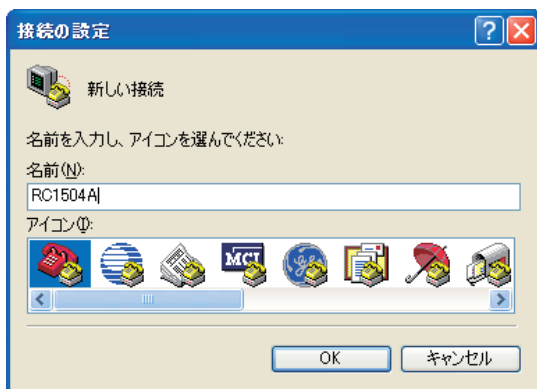 接続の設定
新しい接続
名前を入力し、アイコンを選んでください:
名前(N):
RC1504A
アイコン(I):
MCI
OK
キャンセル